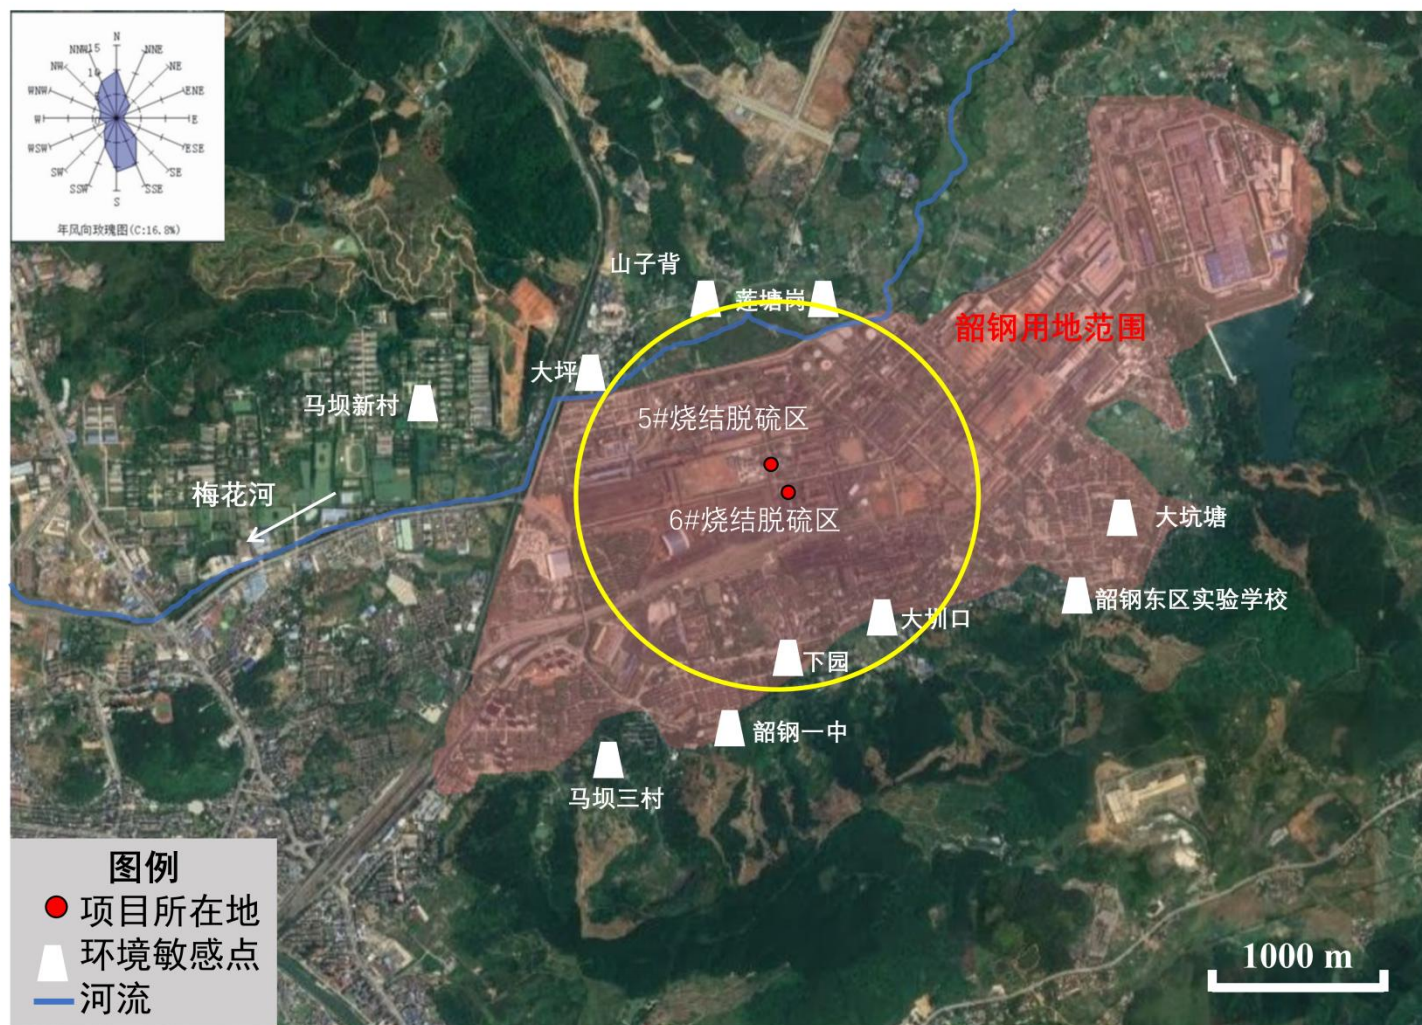 N
NNW
15
NNE
NW
10
NE
WNW
5
ENE
W
0
E
WSW
ESE
SW
SE
SSW
SSE
S
年风向玫瑰图(C:16.8%)
山子背
莲塘岗
韶钢用地范围
大坪
马坝新村
5#烧结脱硫区
梅花河
6#烧结脱硫区
大坑塘
韶钢东区实验学校
大圳口
下园
韶钢一中
马坝三村
图例
项目所在地
环境敏感点
河流
1000 m